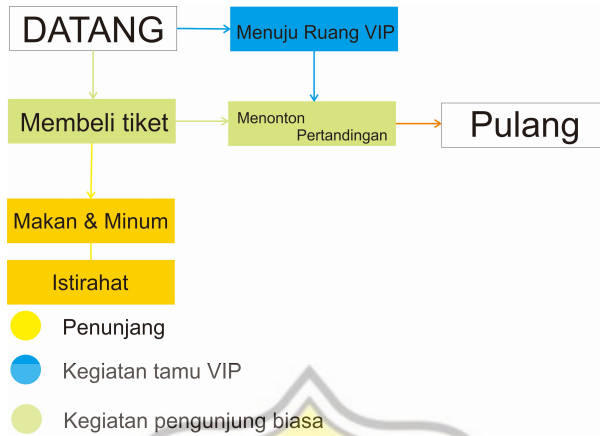 DATANG
Menuju Ruang VIP
Membeli tiket
Menonton
Pertandingan
Pulang
Makan & Minum
Istirahat
Penunjang
Kegiatan tamu VIP
Kegiatan pengunjung biasa